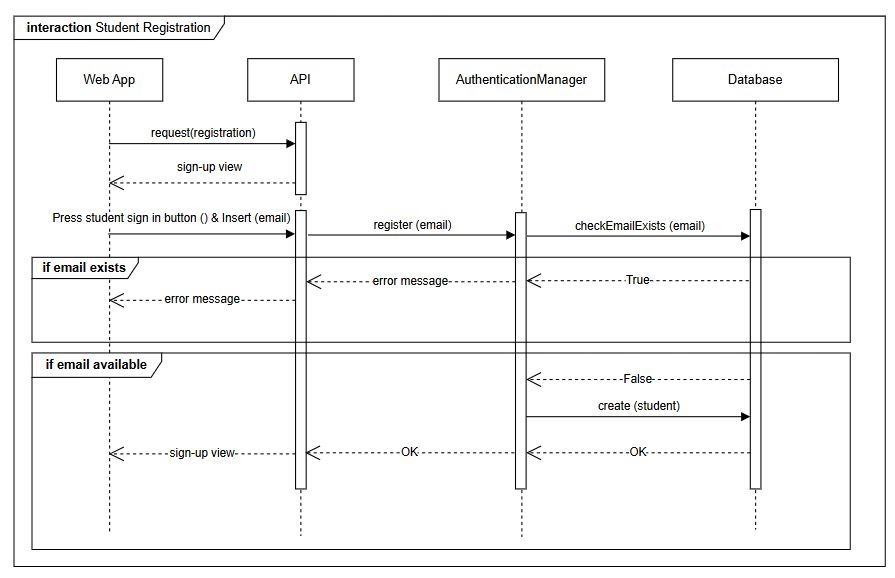 interaction Student Registration
Web App
API
AuthenticationManager
Database
request(registration)
sign-up view
Press student sign in button () & Insert (email)
register (email)
checkEmailExists (email)
if email exists
True
error message
error message
if email available
False
create (student)
sign-up view
OK
OK